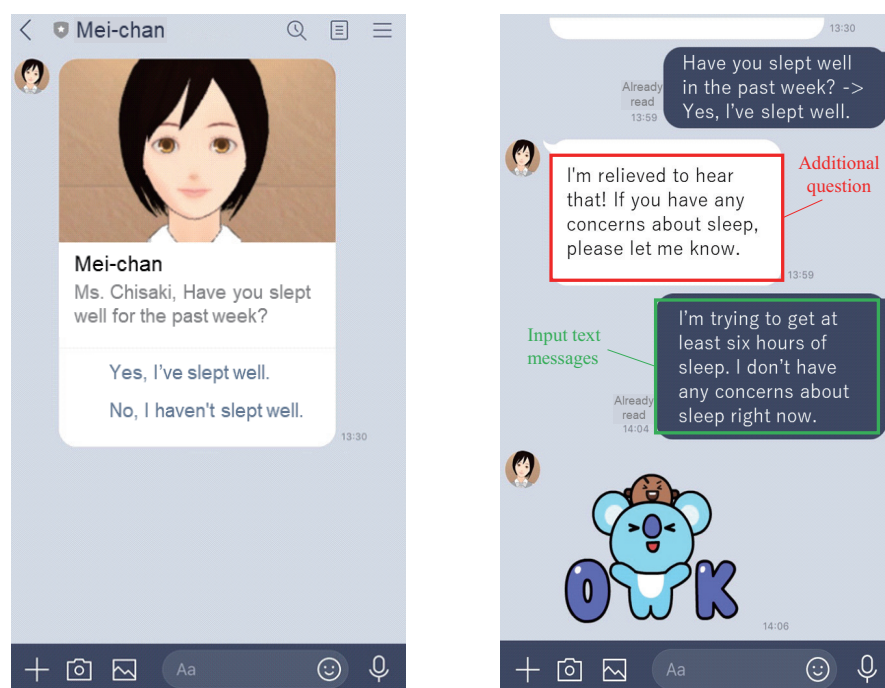 Mei-chan
Mei-chan
Ms. Chisaki, Have you slept
well for the past week?
Yes, I've slept well.
No, I haven't slept well.
13:30
Aa
13:30
Have you slept well
in the past week? ->
Yes, I've slept well.
Already
read
13:59
I'm relieved to hear
that! If you have any
concerns about sleep,
please let me know.
13:59
Additional
question
I'm trying to get at
least six hours of
sleep. I don't have
any concerns about
sleep right now.
Input text
messages
Already
read
14:04
OK
14:06
Aa